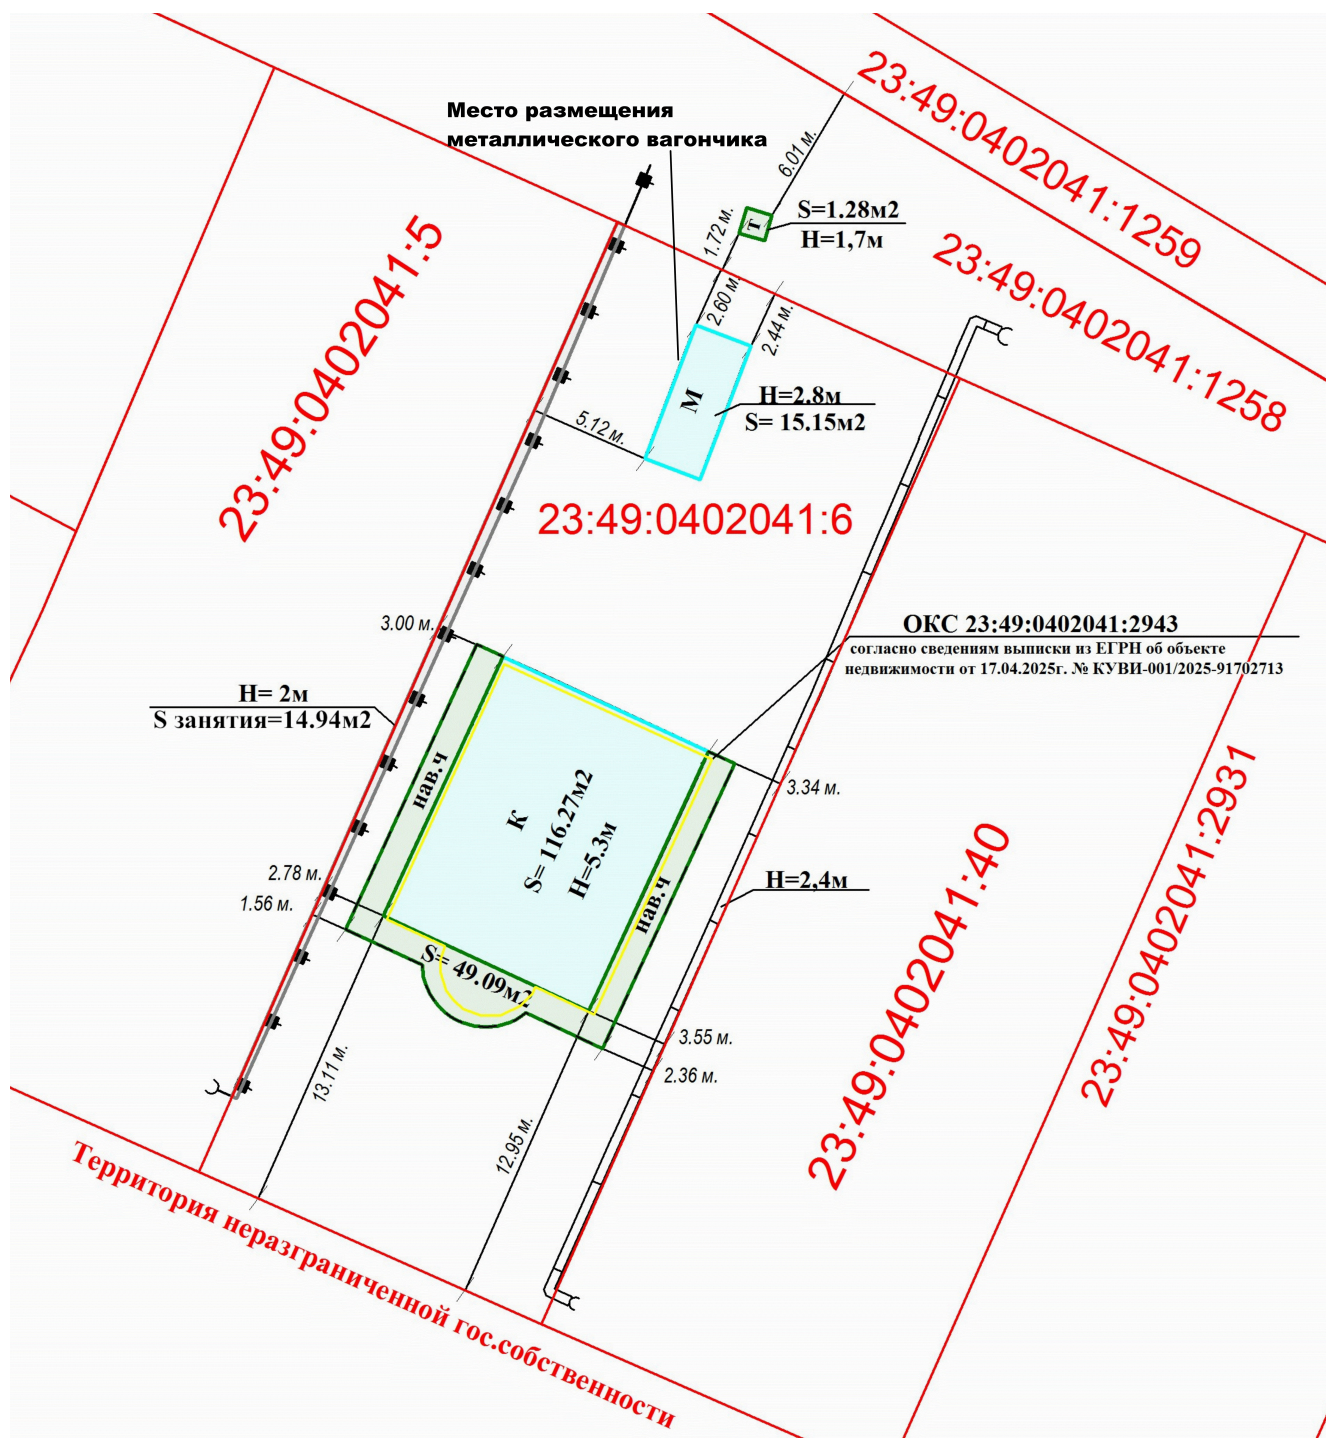 23:49:0402041:1259
Место размещения
металлического вагончика
6.01 м.
23:49:0402041:5
1.72 м.
Т
S=1.28м2
H=1,7м
23:49:0402041:1258
2.60 м.
2.44 м.
М
H=2.8м
S= 15.15м2
5.12 м.
23:49:0402041:6
3.00 м.
ОКС 23:49:0402041:2943
согласно сведениям выписки из ЕГРН об объекте
недвижимости от 17.04.2025г. № КУВИ-001/2025-91702713
H= 2м
S занятия=14.94м2
нав.ч
К
S= 116.27м2
H=5.3м
3.34 м.
23:49:0402041:2931
2.78 м.
1.56 м.
нав.ч
H=2,4м
23:49:0402041:40
S= 49.09м2
3.55 м.
2.36 м.
13.11 м.
12.95 м.
Территория неразграниченной гос.собственности